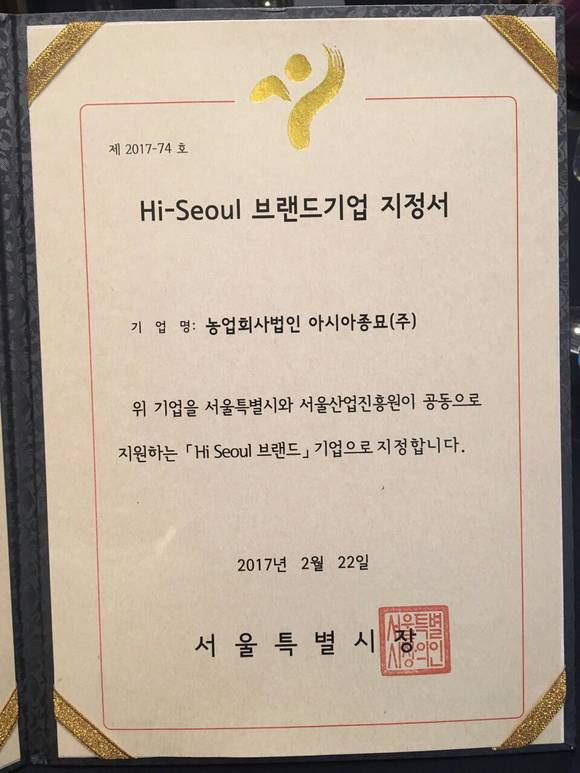 제 2017-74 호
Hi-Seoul 브랜드기업 지정서
기 업 명: 농업회사법인 아시아종묘(주)
위 기업을 서울특별시와 서울산업진흥원이 공동으로
지원하는 「Hi Seoul 브랜드」기업으로 지정합니다.
2017년 2월 22일
서 울 특 별 시 장
서울특별
시장의인